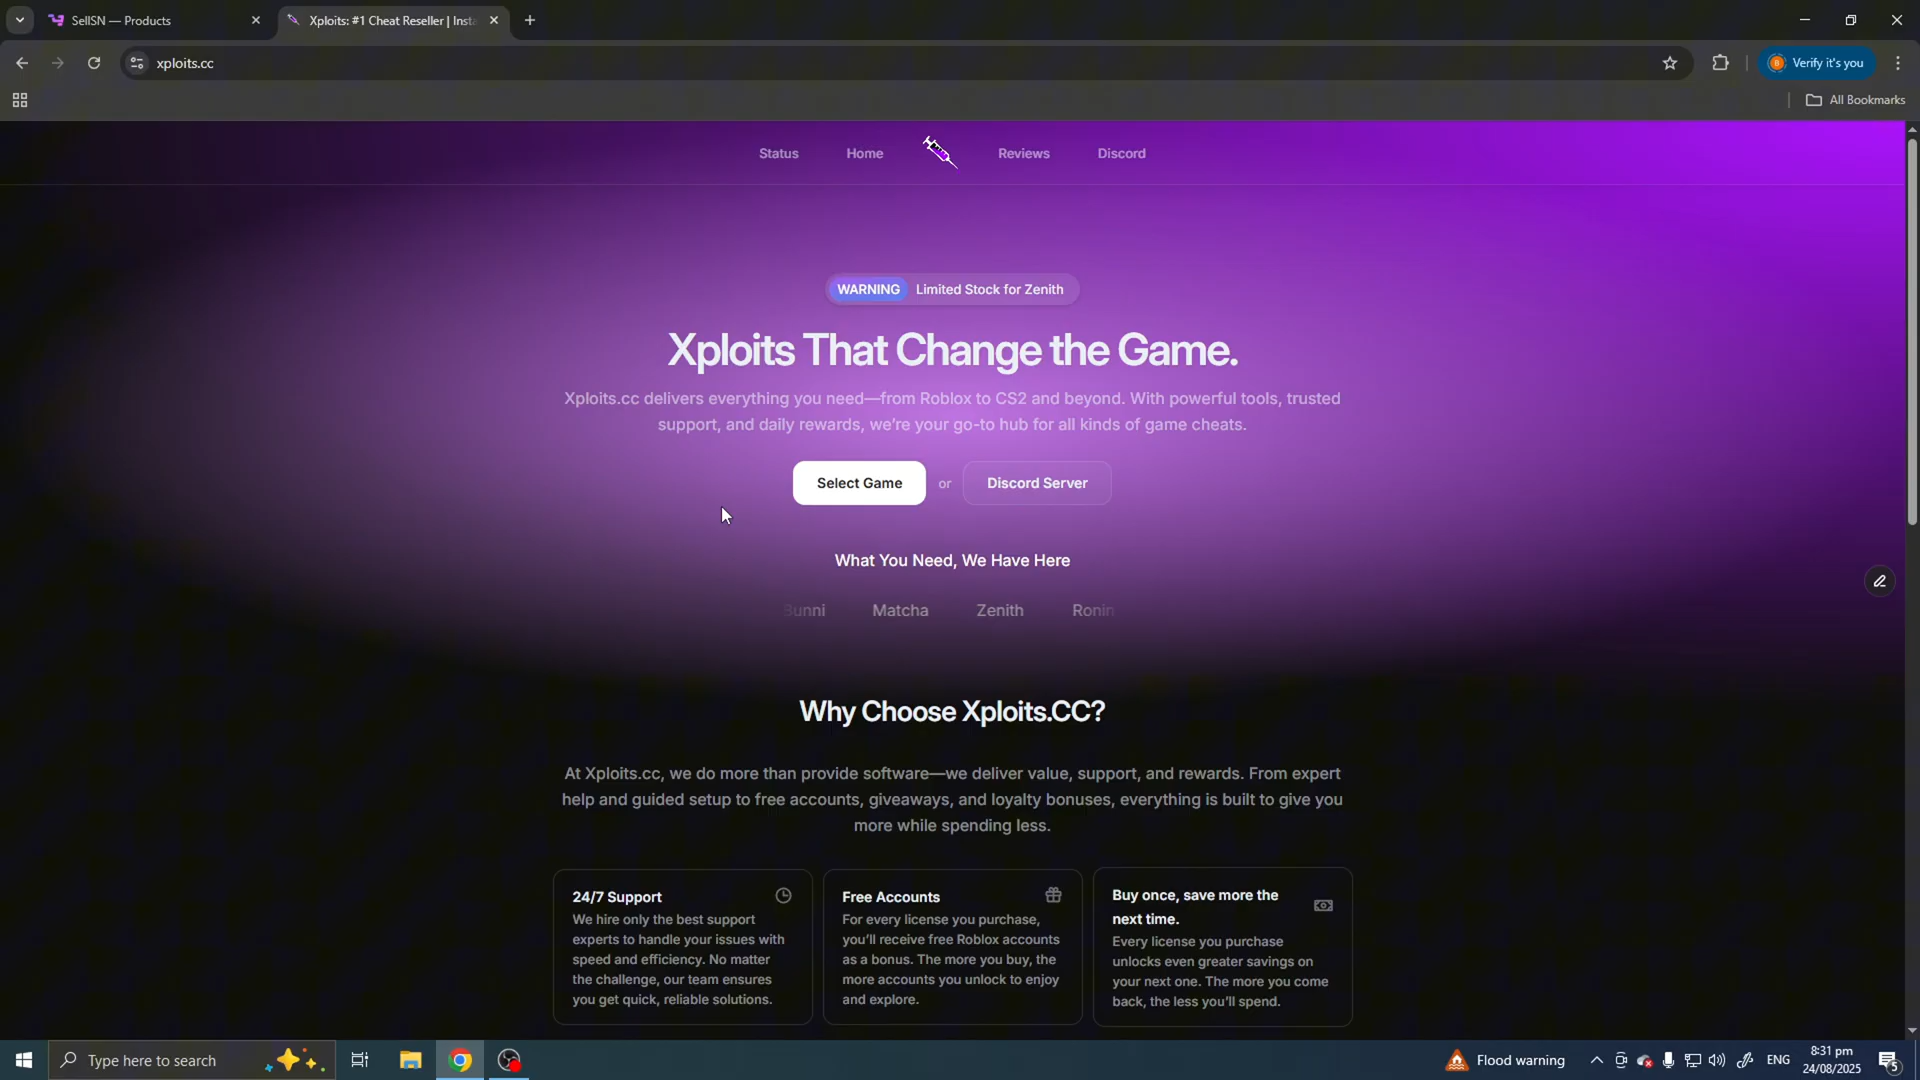 SellSN — Products
Xploits: #1 Cheat Reseller | Insta
xploits.cc
Verify it's you
All Bookmarks
Status
Home
Reviews
Discord
WARNING Limited Stock for Zenith
Xploits That Change the Game.
Xploits.cc delivers everything you need—from Roblox to CS2 and beyond. With powerful tools, trusted
support, and daily rewards, we're your go-to hub for all kinds of game cheats.
Select Game or Discord Server
What You Need, We Have Here
Bunni Matcha Zenith Ronin
Why Choose Xploits.CC?
At Xploits.cc, we do more than provide software—we deliver value, support, and rewards. From expert
help and guided setup to free accounts, giveaways, and loyalty bonuses, everything is built to give you
more while spending less.
24/7 Support
We hire only the best support
experts to handle your issues with
speed and efficiency. No matter
the challenge, our team ensures
you get quick, reliable solutions.
Free Accounts
For every license you purchase,
you'll receive free Roblox accounts
as a bonus. The more you buy, the
more accounts you unlock to enjoy
and explore.
Buy once, save more the
next time.
Every license you purchase
unlocks even greater savings on
your next one. The more you come
back, the less you'll spend.
Type here to search
Flood warning
ENG
8:31 pm
24/08/2025
5